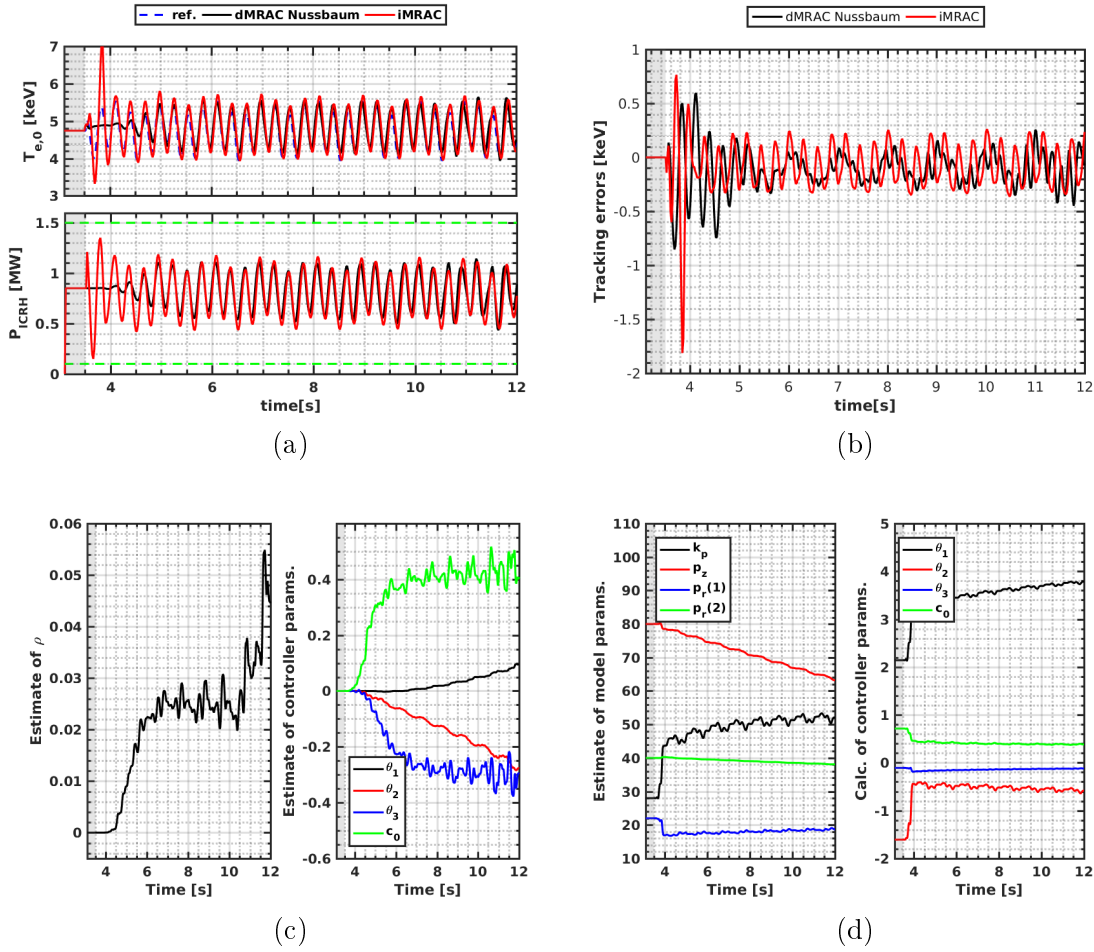 ref. dMRAC Nussbaum iMRAC
T_e,0 [keV]
7
6
5
4
3
P_ICRH [MW]
1.5
1
0.5
0
4 6 8 10 12
time[s]
(a)
dMRAC Nussbaum iMRAC
Tracking errors [keV]
1
0.5
0
-0.5
-1
-1.5
-2
4 5 6 7 8 9 10 11 12
time[s]
(b)
Estimate of ρ
0.06
0.05
0.04
0.03
0.02
0.01
0
4 6 8 10 12
Time [s]
Estimate of controller params.
0.4
0.2
0
-0.2
-0.4
-0.6
θ1
θ2
θ3
c0
4 6 8 10 12
Time [s]
(c)
Estimate of model params.
110
100
90
80
70
60
50
40
30
20
10
k_p
p_z
p_r(1)
p_r(2)
4 6 8 10 12
Time [s]
Calc. of controller params.
5
4
3
2
1
0
-1
-2
θ1
θ2
θ3
c0
4 6 8 10 12
Time [s]
(d)